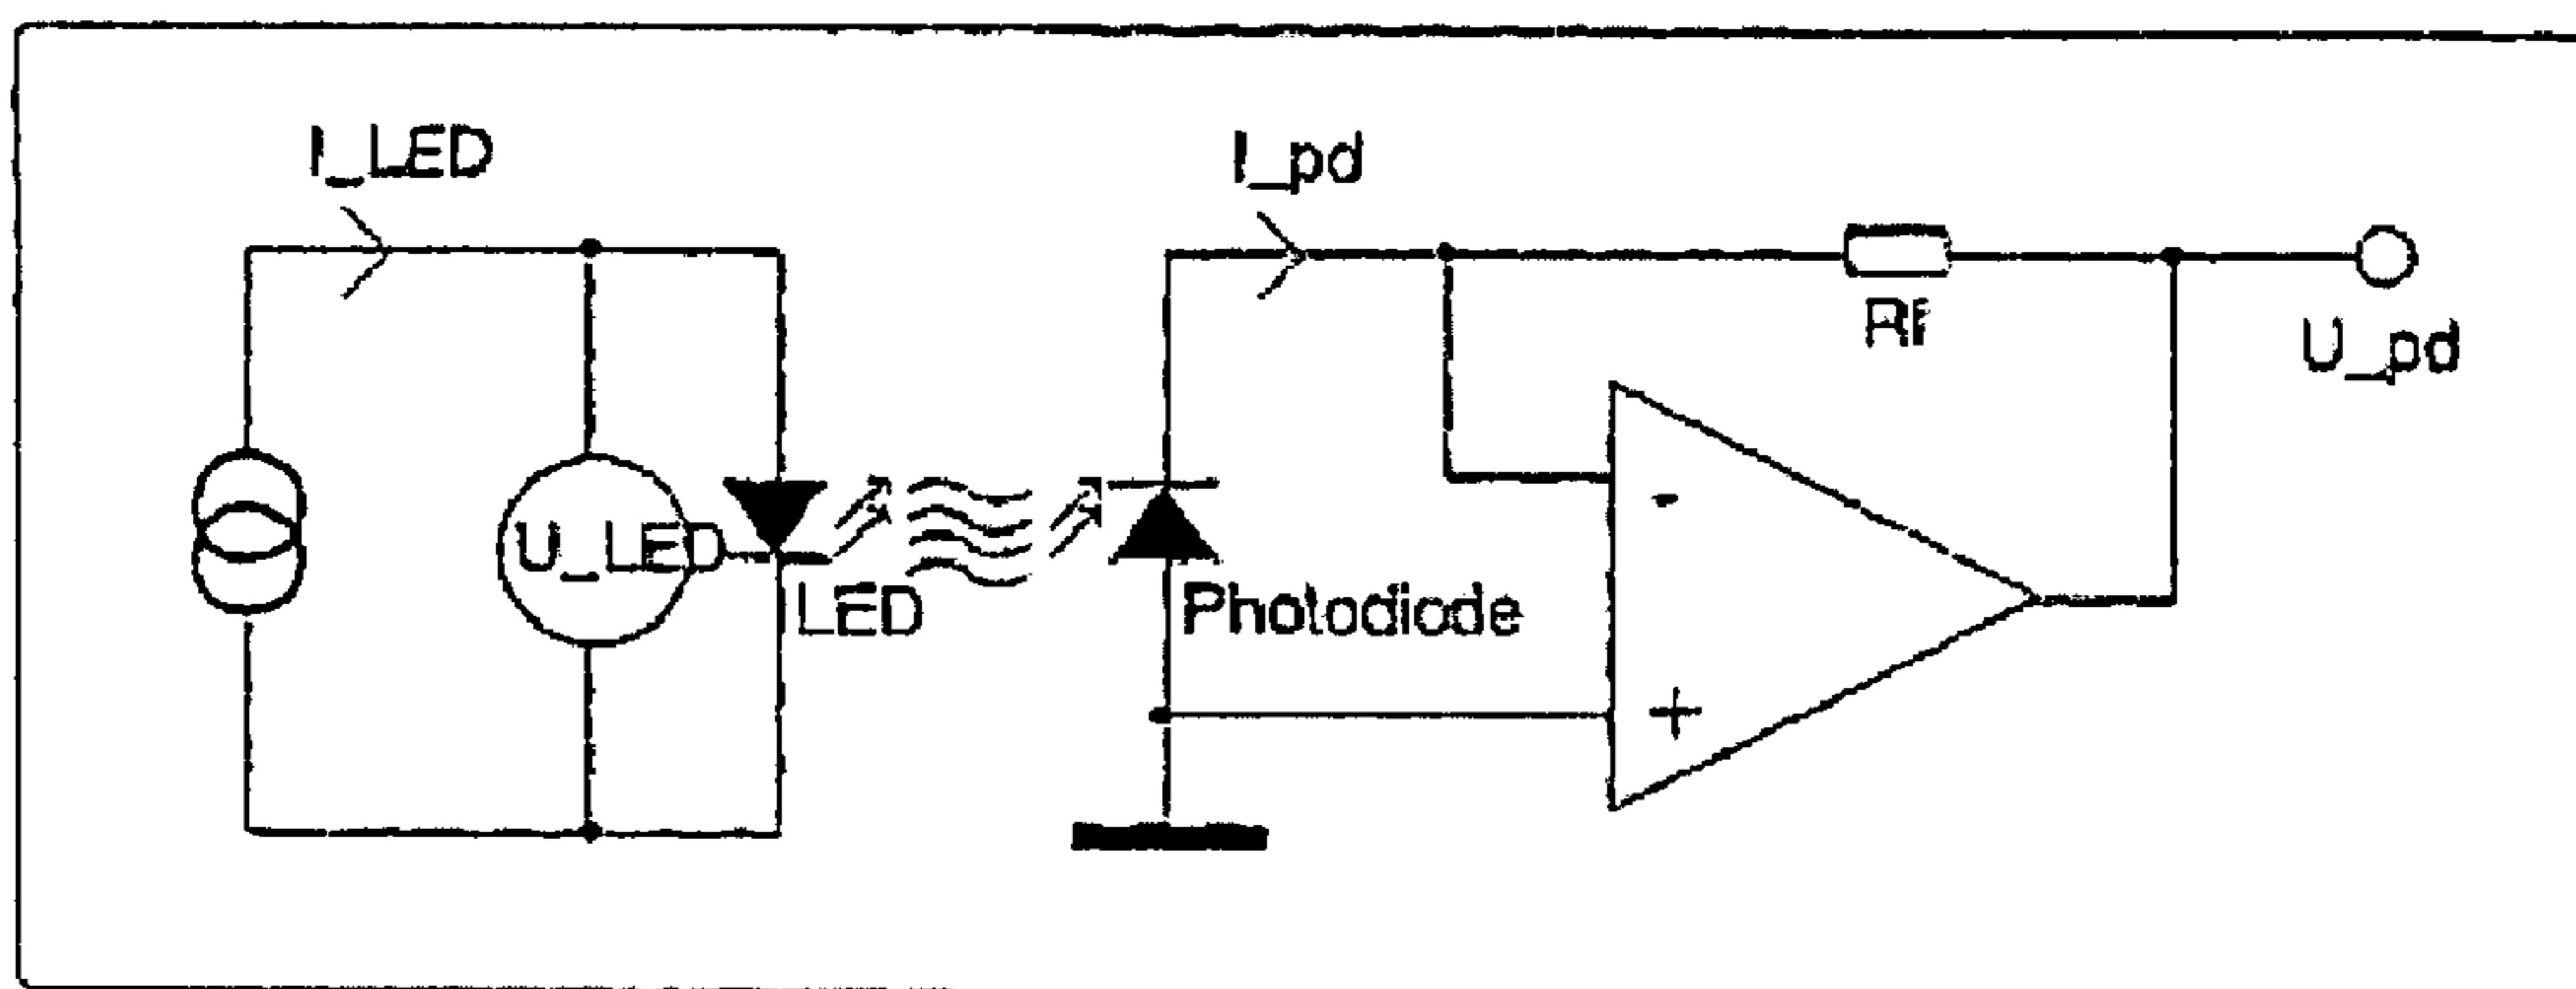 I_LED
I_pd
Rf
U_pd
U_LED
LED
Photodiode
-
+